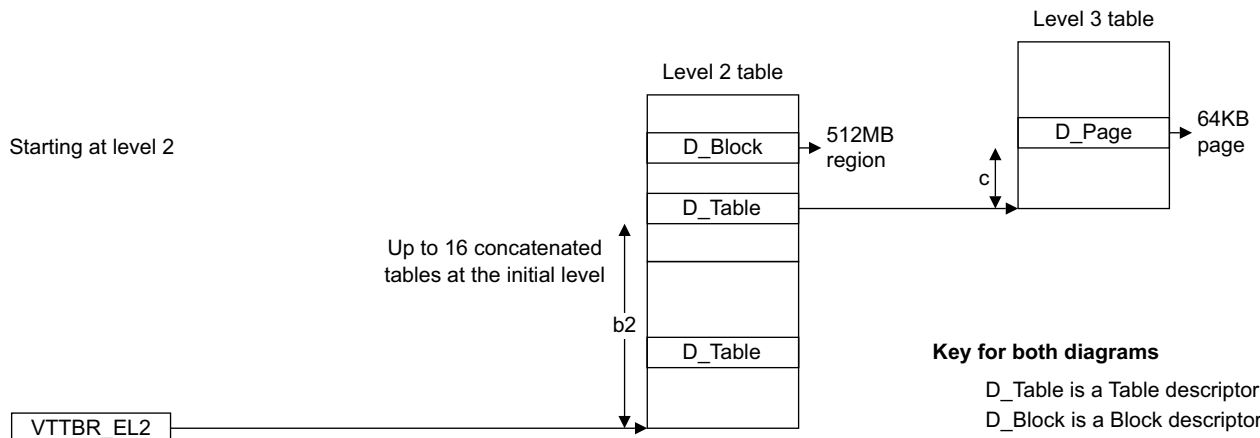 Level 3 table
Level 2 table
Starting at level 2
D_Block
512MB
region
D_Page
64KB
page
c
D_Table
Up to 16 concatenated
tables at the initial level
b2
D_Table
Key for both diagrams
D_Table is a Table descriptor
D_Block is a Block descriptor
VTTBR_EL2